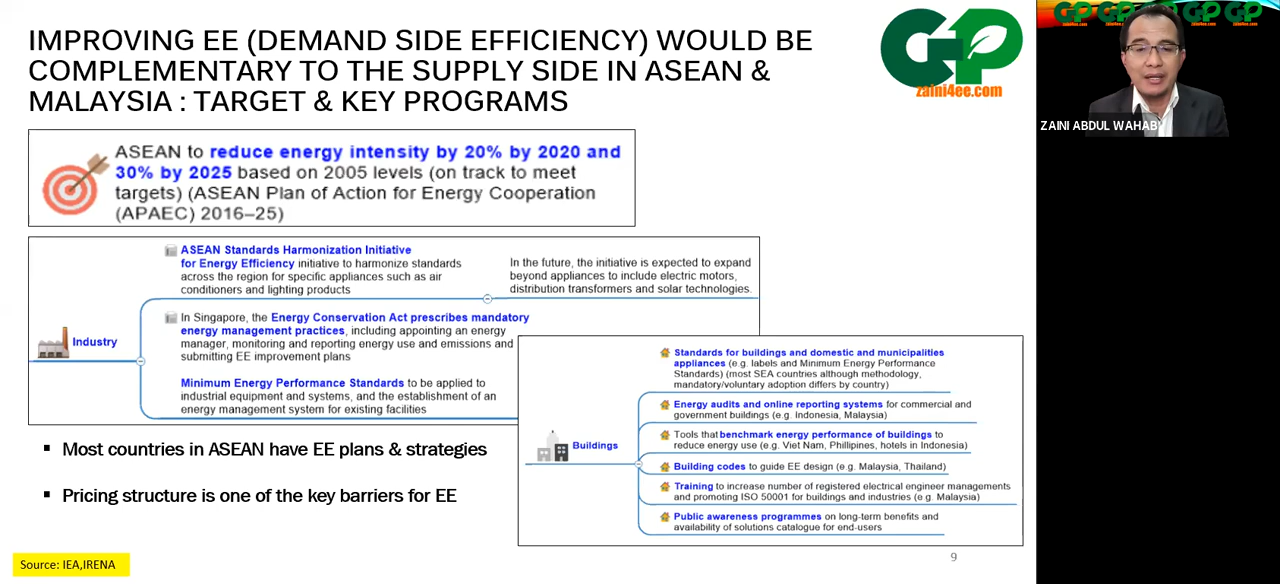 IMPROVING EE (DEMAND SIDE EFFICIENCY) WOULD BE
COMPLEMENTARY TO THE SUPPLY SIDE IN ASEAN &
MALAYSIA : TARGET & KEY PROGRAMS
GP
zaini4ee.com
ZAINI ABDUL WAHAB
ASEAN to reduce energy intensity by 20% by 2020 and
30% by 2025 based on 2005 levels (on track to meet
targets) (ASEAN Plan of Action for Energy Cooperation
(APAEC) 2016–25)
Industry
ASEAN Standards Harmonization Initiative
for Energy Efficiency initiative to harmonize standards
across the region for specific appliances such as air
conditioners and lighting products
In the future, the initiative is expected to expand
beyond appliances to include electric motors,
distribution transformers and solar technologies.
In Singapore, the Energy Conservation Act prescribes mandatory
energy management practices, including appointing an energy
manager, monitoring and reporting energy use and emissions and
submitting EE improvement plans
Minimum Energy Performance Standards to be applied to
industrial equipment and systems, and the establishment of an
energy management system for existing facilities
Buildings
Standards for buildings and domestic and municipalities
appliances (e.g. labels and Minimum Energy Performance
Standards) (most SEA countries although methodology,
mandatory/voluntary adoption differs by country)
Energy audits and online reporting systems for commercial and
government buildings (e.g. Indonesia, Malaysia)
Tools that benchmark energy performance of buildings to
reduce energy use (e.g. Viet Nam, Phillipines, hotels in Indonesia)
Building codes to guide EE design (e.g. Malaysia, Thailand)
Training to increase number of registered electrical engineer managements
and promoting ISO 50001 for buildings and industries (e.g. Malaysia)
Public awareness programmes on long-term benefits and
availability of solutions catalogue for end-users
▪ Most countries in ASEAN have EE plans & strategies
▪ Pricing structure is one of the key barriers for EE
Source: IEA,IRENA
9